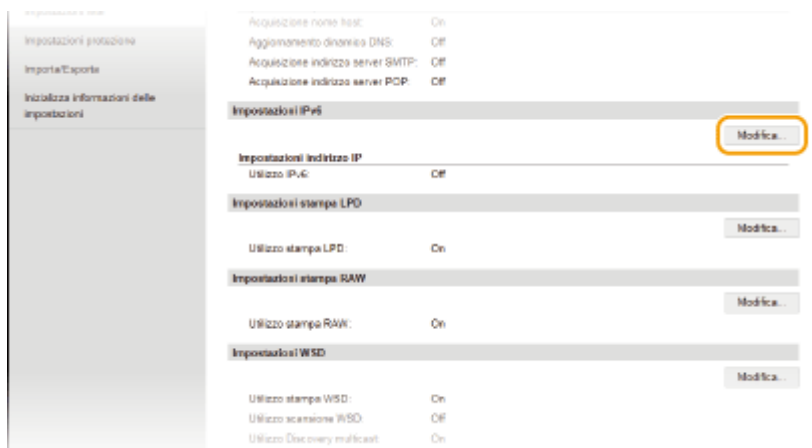 Impostazioni protezione
Importa/Esporta
Inizializza informazioni delle
impostazioni
Acquisizione nome host: On
Aggiornamento dinamico DNS: Off
Acquisizione indirizzo server SMTP: Off
Acquisizione indirizzo server POP: Off
Impostazioni IPv6
Modifica...
Impostazioni indirizzo IP
Utilizzo IPv6: Off
Impostazioni stampa LPD
Modifica...
Utilizzo stampa LPD: On
Impostazioni stampa RAW
Modifica...
Utilizzo stampa RAW: On
Impostazioni WSD
Modifica...
Utilizzo stampa WSD: On
Utilizzo scansione WSD: Off
Utilizzo Discovery multicast: On